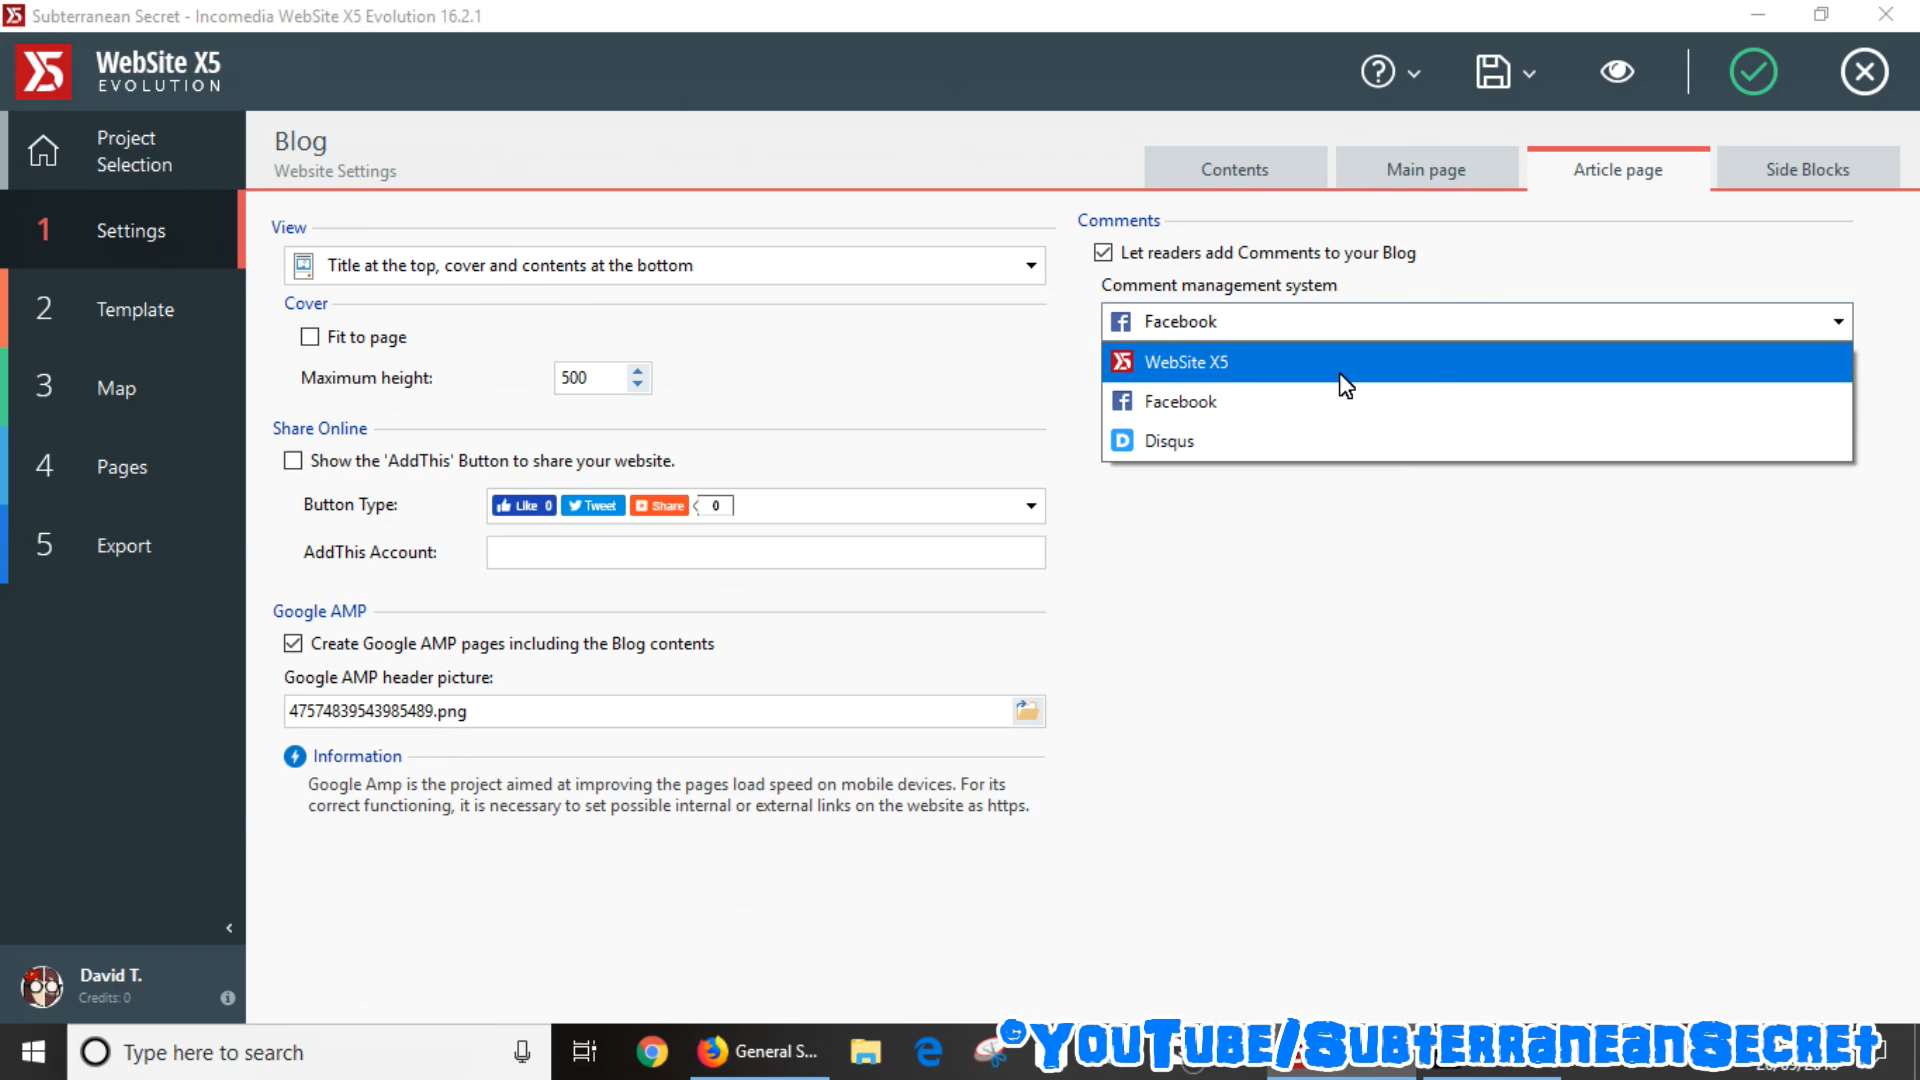 Subterranean Secret - Incomedia WebSite X5 Evolution 16.2.1
WebSite X5
EVOLUTION
Project
Selection
1 Settings
2 Template
3 Map
4 Pages
5 Export
David T.
Credits: 0
Blog
Website Settings
Contents
Main page
Article page
Side Blocks
View
Title at the top, cover and contents at the bottom
Cover
Fit to page
Maximum height: 500
Share Online
Show the 'AddThis' Button to share your website.
Button Type: Like 0 Tweet Share 0
AddThis Account:
Google AMP
Create Google AMP pages including the Blog contents
Google AMP header picture:
47574839543985489.png
Information
Google Amp is the project aimed at improving the pages load speed on mobile devices. For its
correct functioning, it is necessary to set possible internal or external links on the website as https.
Comments
Let readers add Comments to your Blog
Comment management system
Facebook
WebSite X5
Facebook
Disqus
Type here to search
General S...
©YouTube/SubterraneanSecret